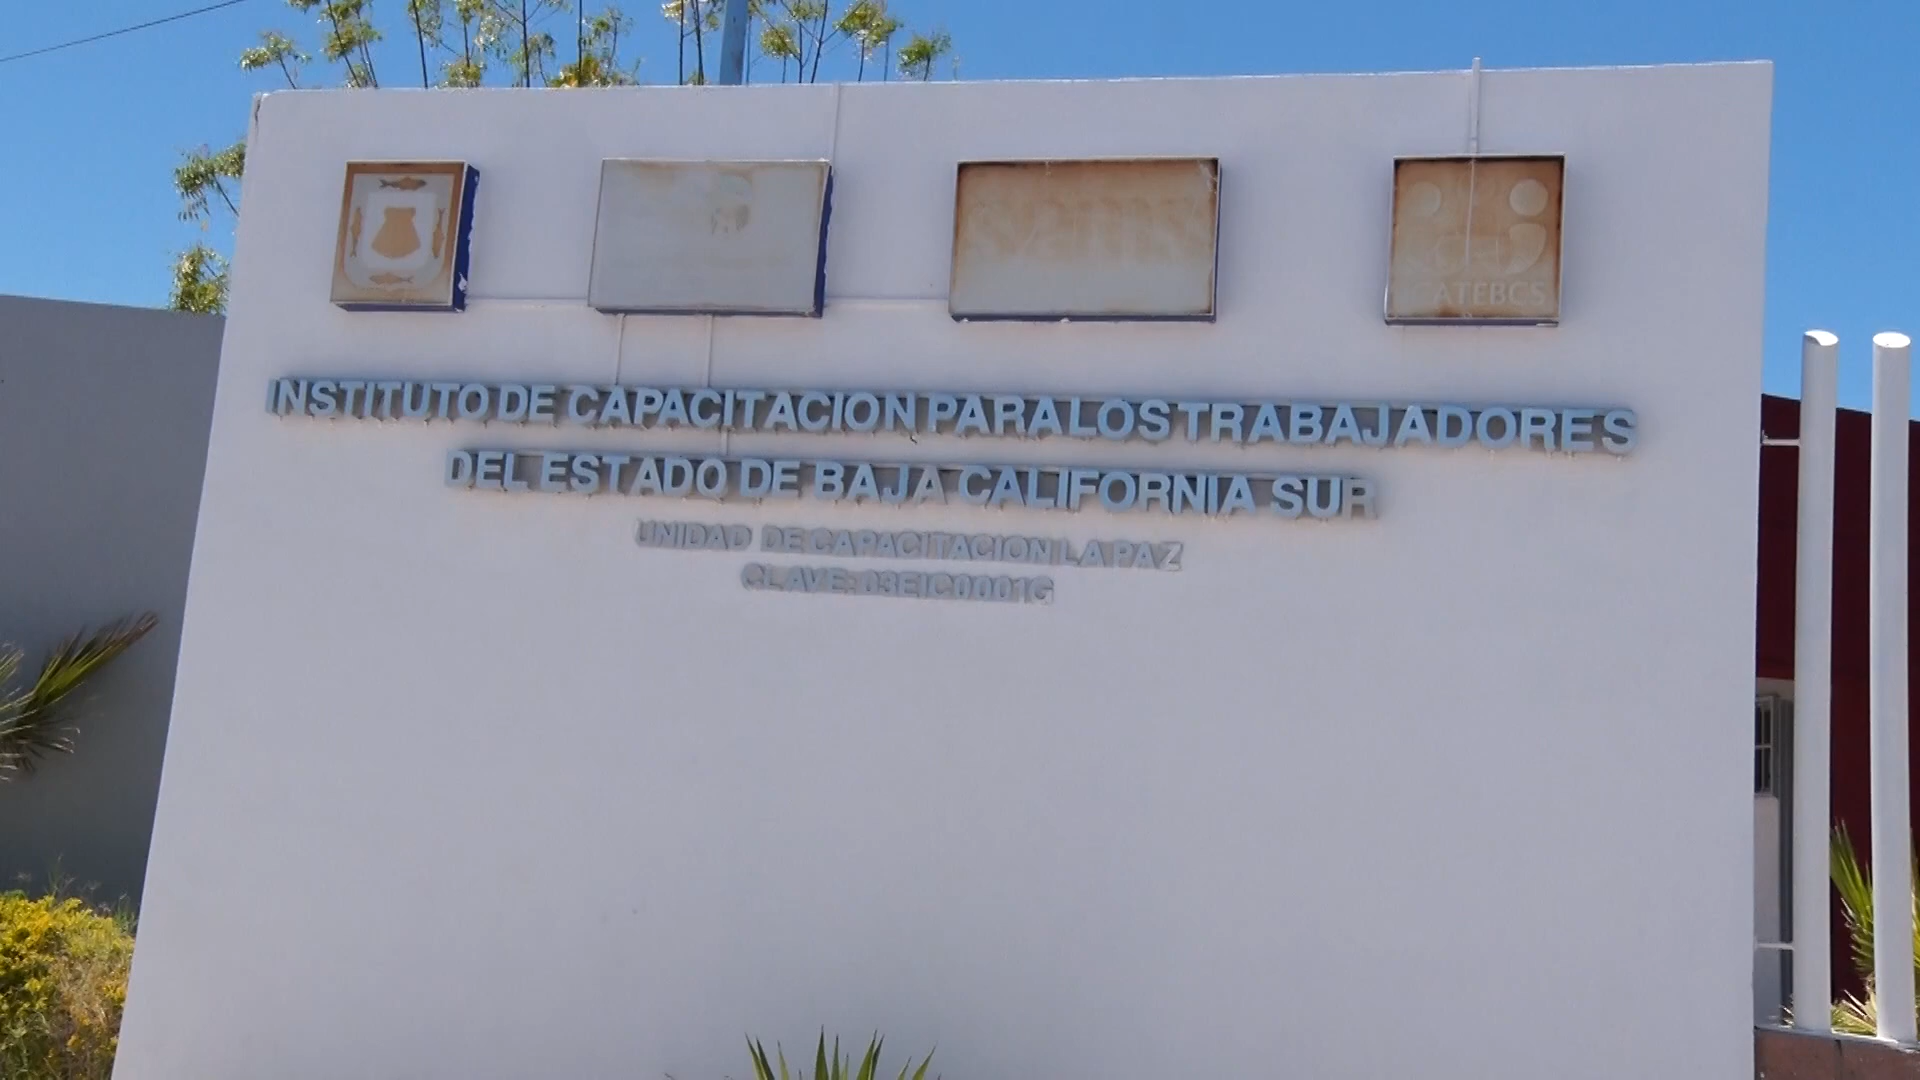 ICATEBCS
INSTITUTO DE CAPACITACION PARA LOS TRABAJADORES
DEL ESTADO DE BAJA CALIFORNIA SUR
UNIDAD DE CAPACITACION LA PAZ
CLAVE: 03EIC0001G